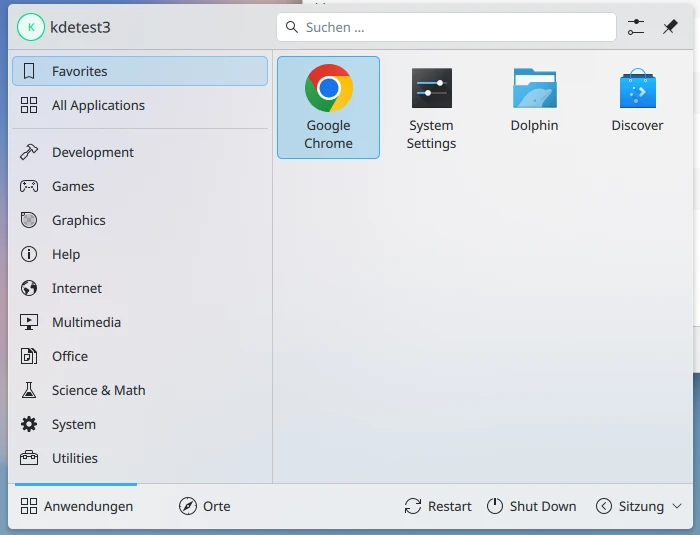 K
kdetest3
Suchen ...
Favorites
All Applications
Development
Games
Graphics
Help
Internet
Multimedia
Office
Science & Math
System
Utilities
Google
Chrome
System
Settings
Dolphin
Discover
Anwendungen
Orte
Restart
Shut Down
Sitzung